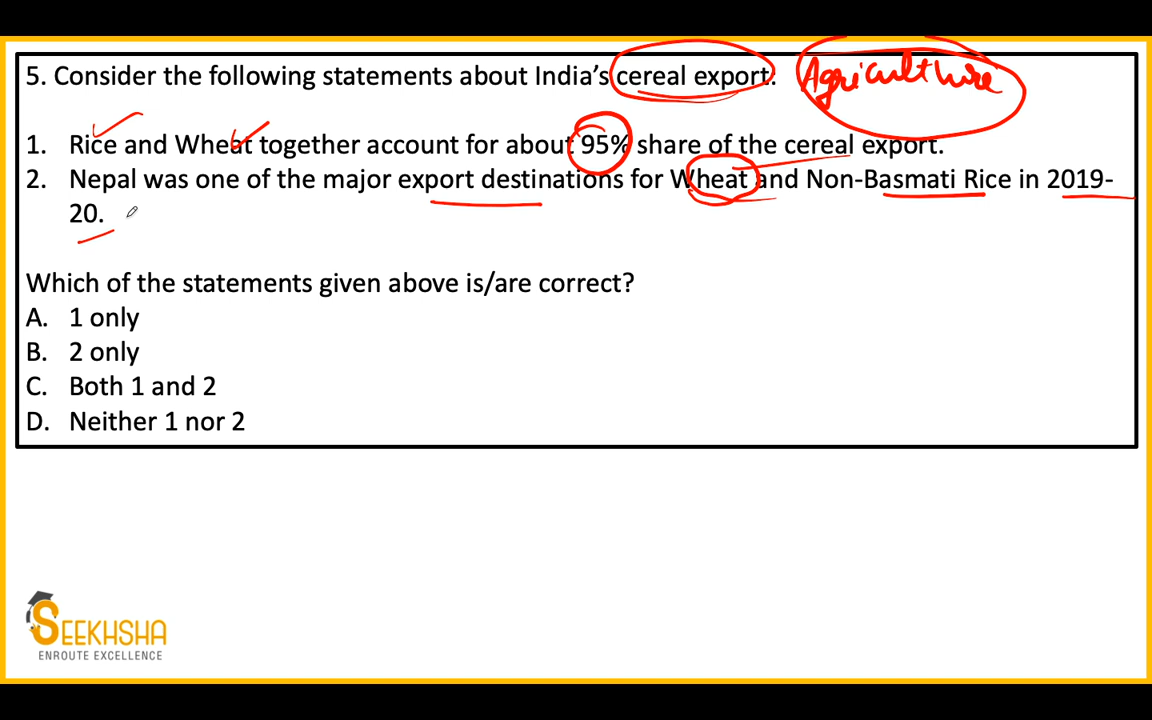 5. Consider the following statements about India's cereal export: Agriculture
1. Rice and Wheat together account for about 95% share of the cereal export.
2. Nepal was one of the major export destinations for Wheat and Non-Basmati Rice in 2019-
20.
Which of the statements given above is/are correct?
A. 1 only
B. 2 only
C. Both 1 and 2
D. Neither 1 nor 2
SEEKHSHA
ENROUTE EXCELLENCE